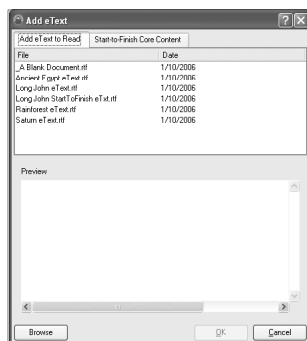 Add eText
Add eText to Read Start-to-Finish Core Content
File Date
_A Blank Document.rtf 1/10/2006
Ancient Egypt eText.rtf 1/10/2006
Long John eText.rtf 1/10/2006
Long John StartToFinish eTxt.rtf 1/10/2006
Rainforest eText.rtf 1/10/2006
Saturn eText.rtf 1/10/2006
Preview
Browse OK Cancel